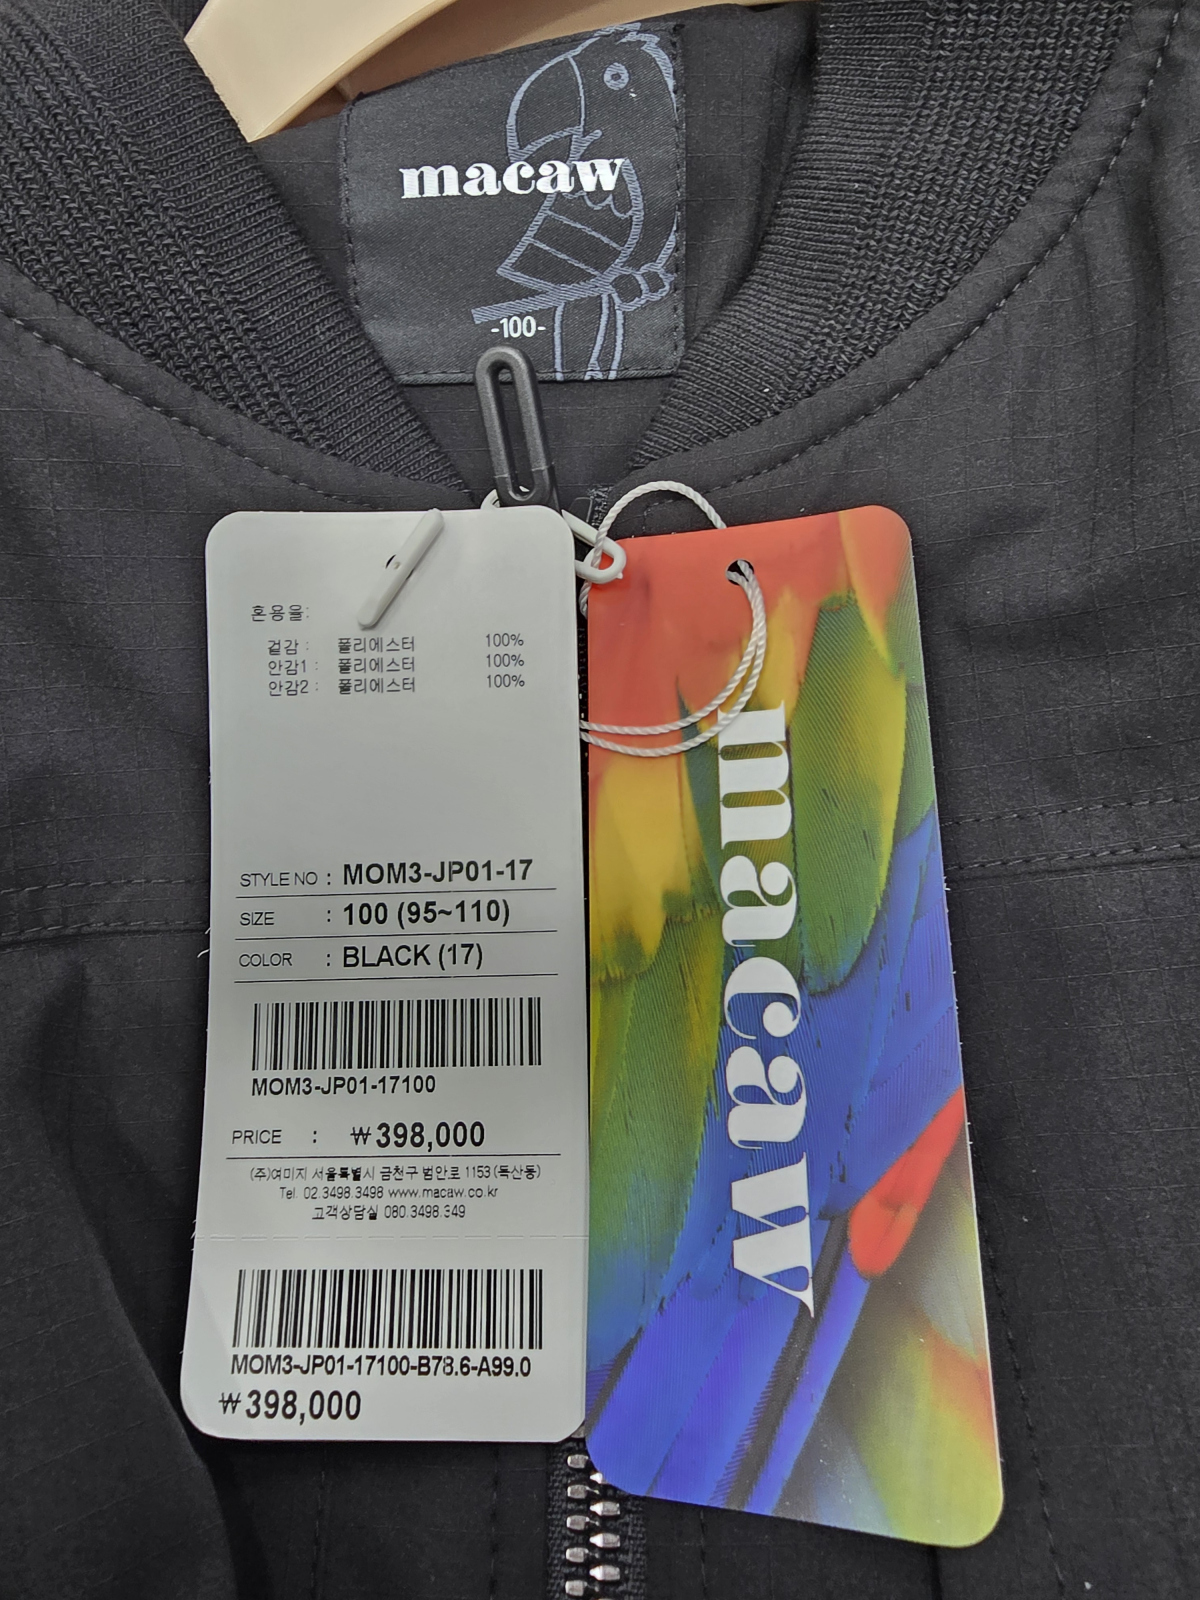 macaw
-100-
혼용율:
겉감 : 폴리에스터 100%
안감1 : 폴리에스터 100%
안감2 : 폴리에스터 100%
STYLE NO : MOM3-JP01-17
SIZE : 100 (95~110)
COLOR : BLACK (17)
MOM3-JP01-17100
PRICE : ₩398,000
(주)여미지 서울특별시 금천구 범안로 1153 (독산동)
Tel. 02.3498.3498 www.macaw.co.kr
고객상담실 080.3498.349
MOM3-JP01-17100-B78.6-A99.0
₩398,000
macaw